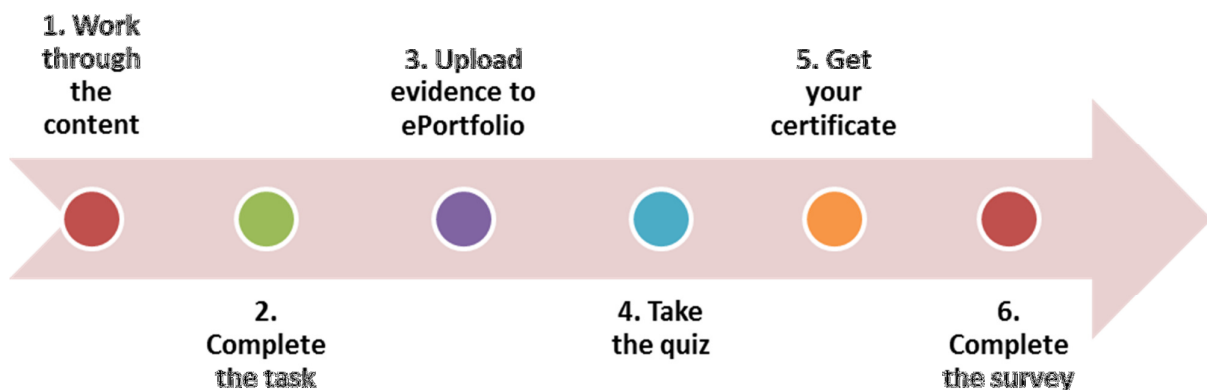 1. Work
through
the
content
2.
Complete
the task
3. Upload
evidence to
ePortfolio
4. Take
the quiz
5. Get
your
certificate
6.
Complete
the survey